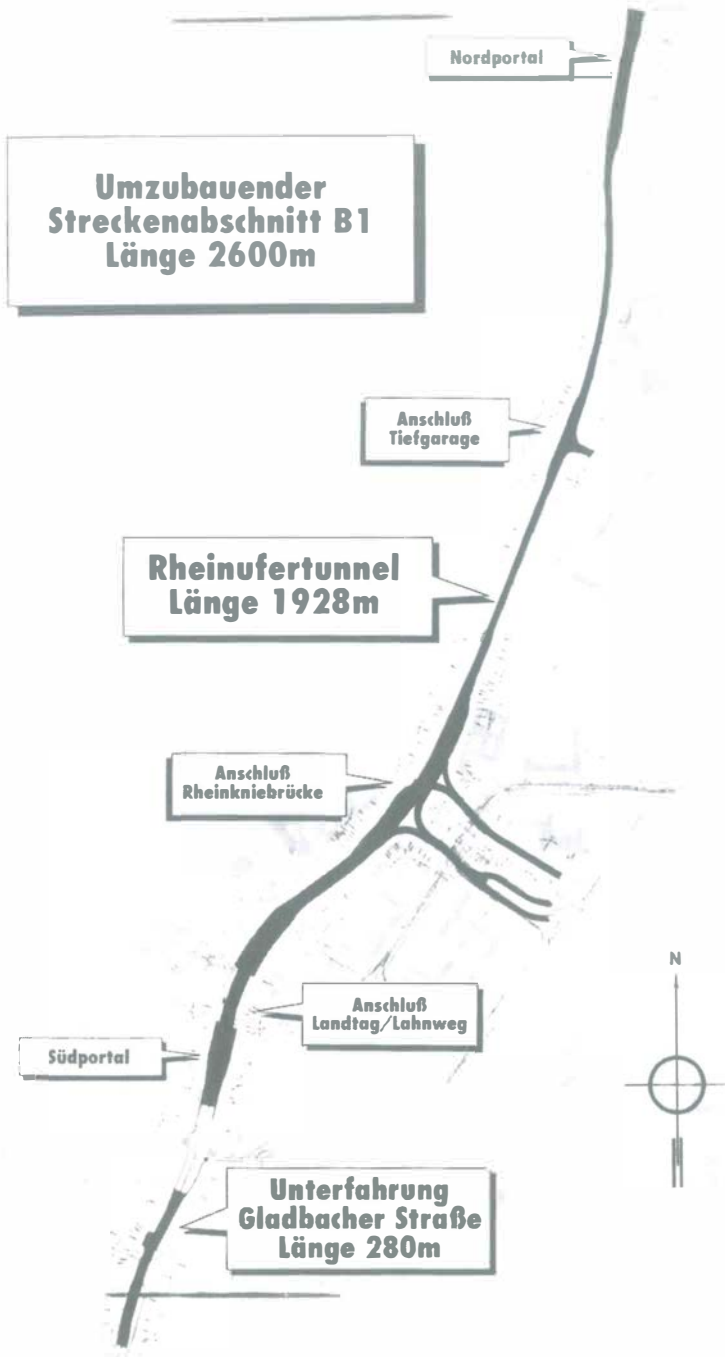 Nordportal
Umzubauender
Streckenabschnitt B1
Länge 2600m
Anschluß
Tiefgarage
Rheinufertunnel
Länge 1928m
Anschluß
Rheinkniebrücke
N
Anschluß
Landtag/Lahnweg
Südportal
Unterfahrung
Gladbacher Straße
Länge 280m